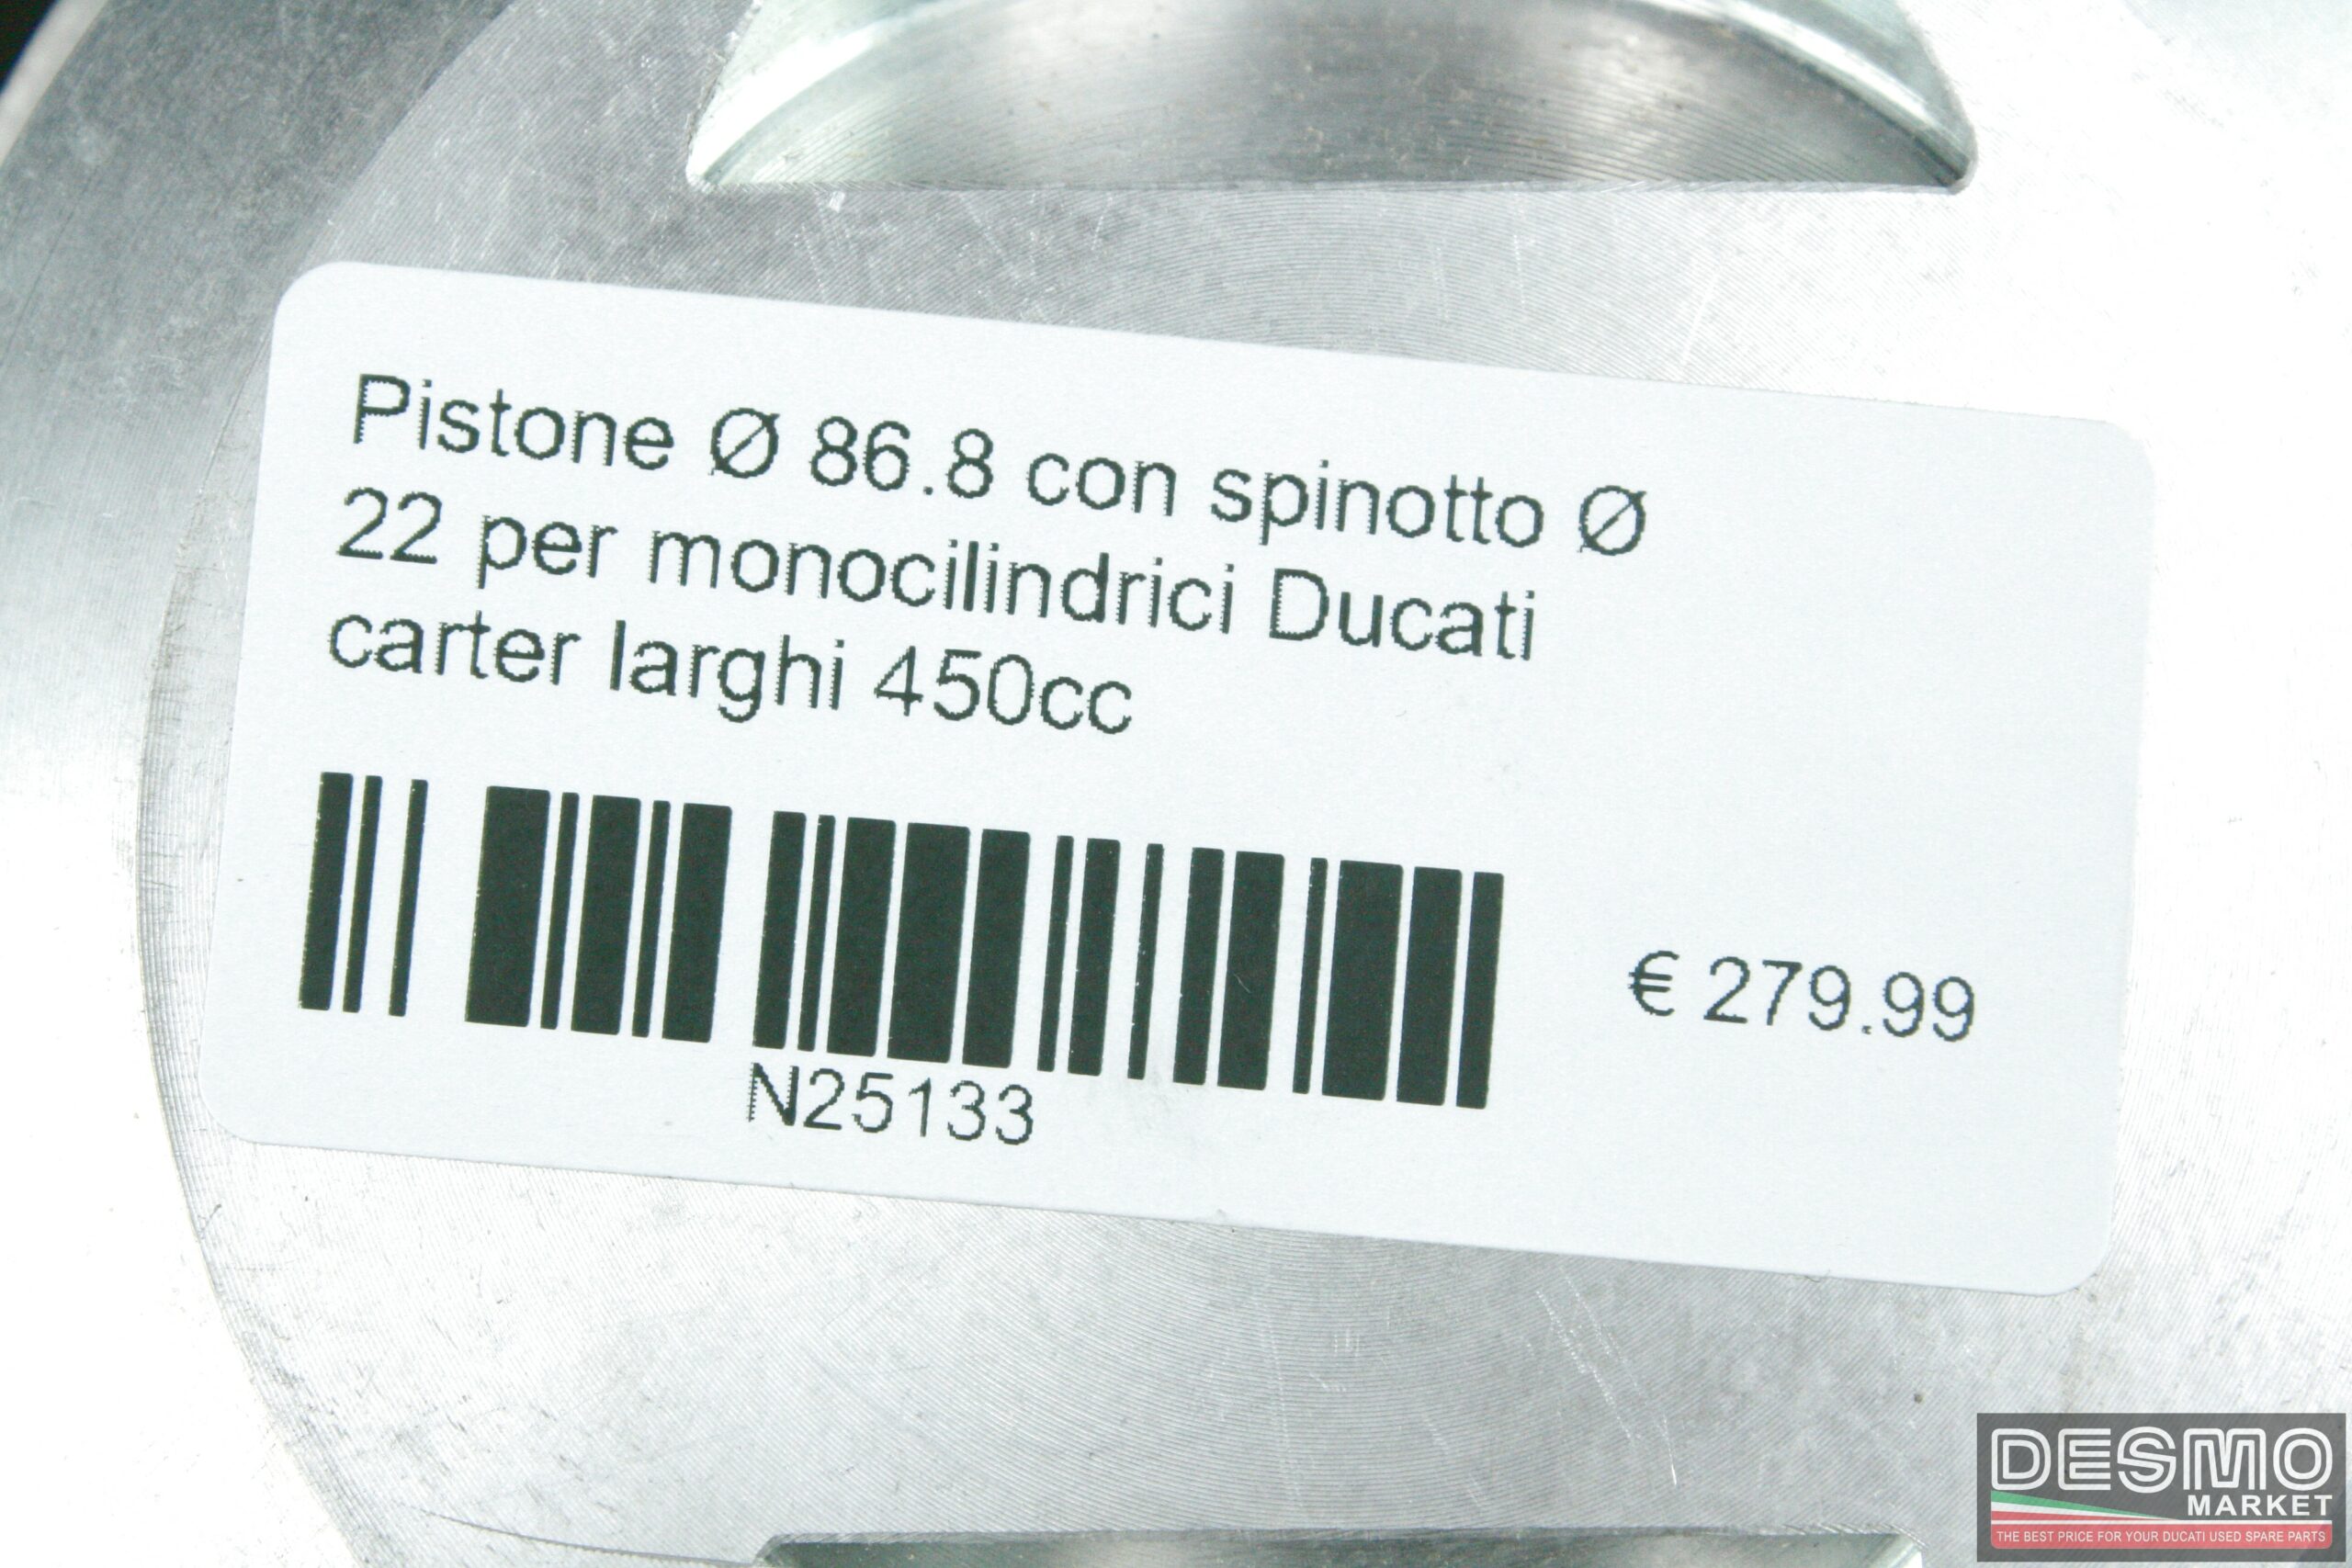 Pistone Ø 86.8 con spinotto Ø
22 per monocilindrici Ducati
carter larghi 450cc
€ 279.99
N25133
DESMO
MARKET
THE BEST PRICE FOR YOUR DUCATI USED SPARE PARTS